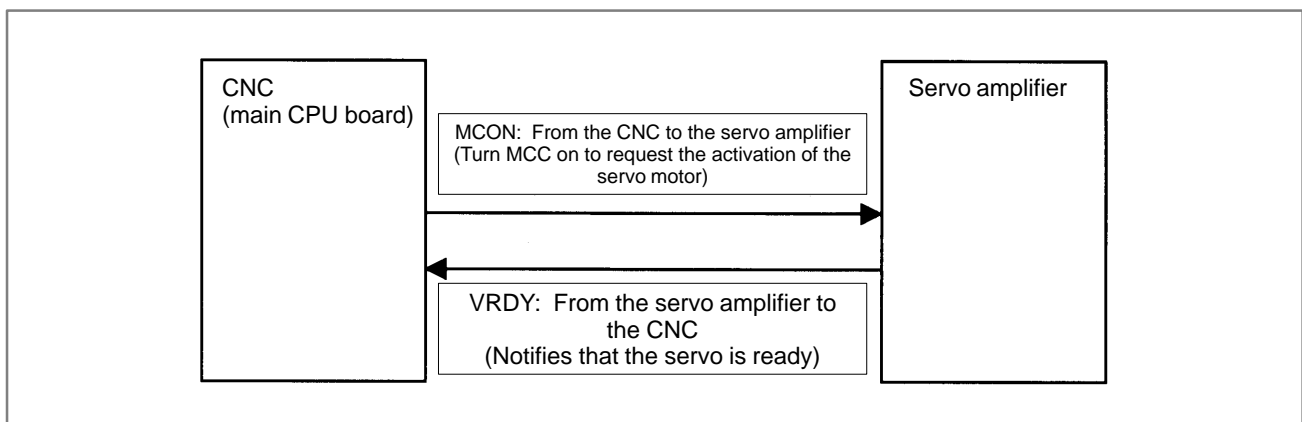 CNC
(main CPU board)
Servo amplifier
MCON: From the CNC to the servo amplifier
(Turn MCC on to request the activation of the
servo motor)
VRDY: From the servo amplifier to
the CNC
(Notifies that the servo is ready)